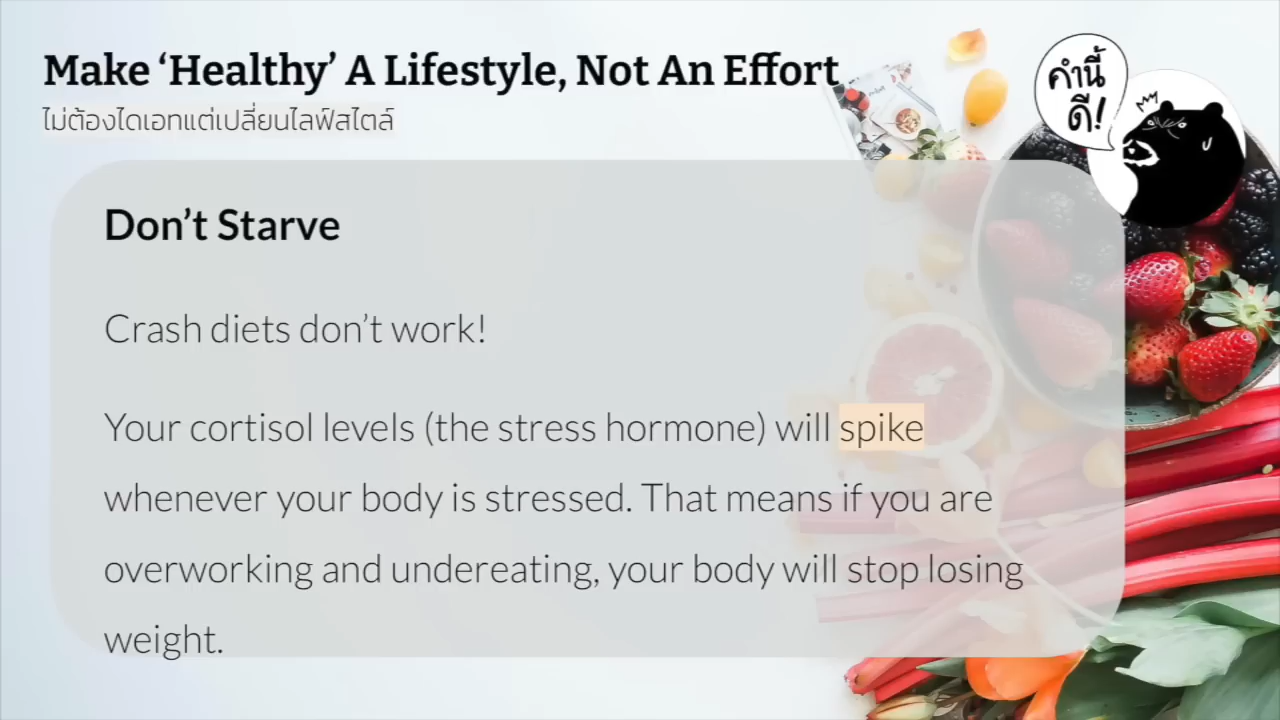 Make ‘Healthy’ A Lifestyle, Not An Effort
ไม่ต้องไดเอทแต่เปลี่ยนไลฟ์สไตล์
คำนี้
ดี!
Don’t Starve
Crash diets don’t work!
Your cortisol levels (the stress hormone) will spike
whenever your body is stressed. That means if you are
overworking and undereating, your body will stop losing
weight.